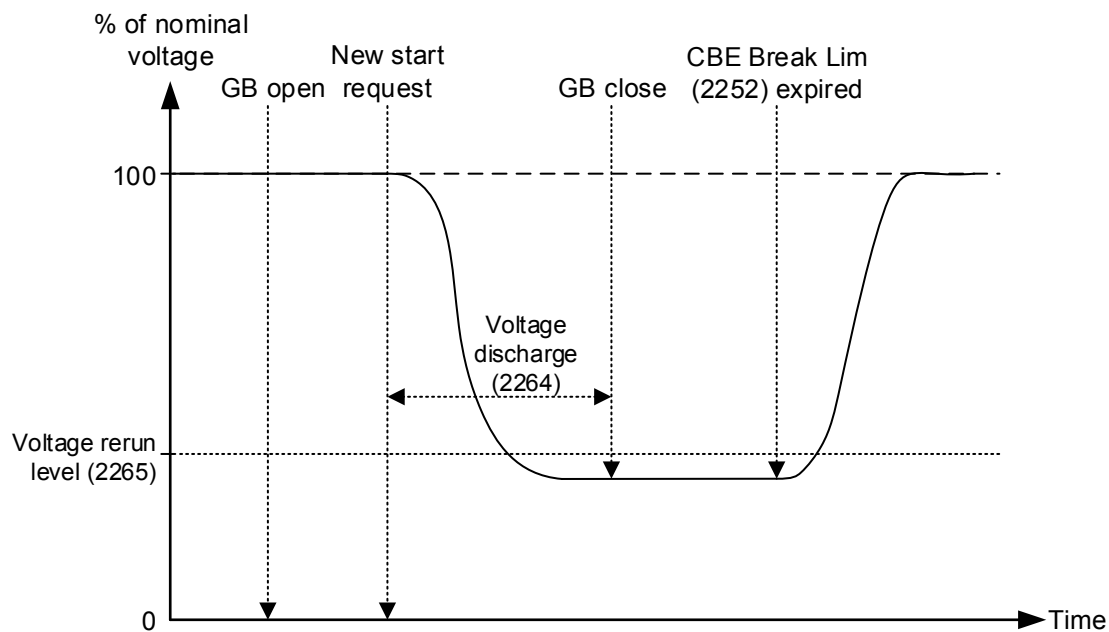 % of nominal
voltage
GB open
New start
request
GB close
CBE Break Lim
(2252) expired
100
Voltage
discharge
(2264)
Voltage rerun
level (2265)
0
Time